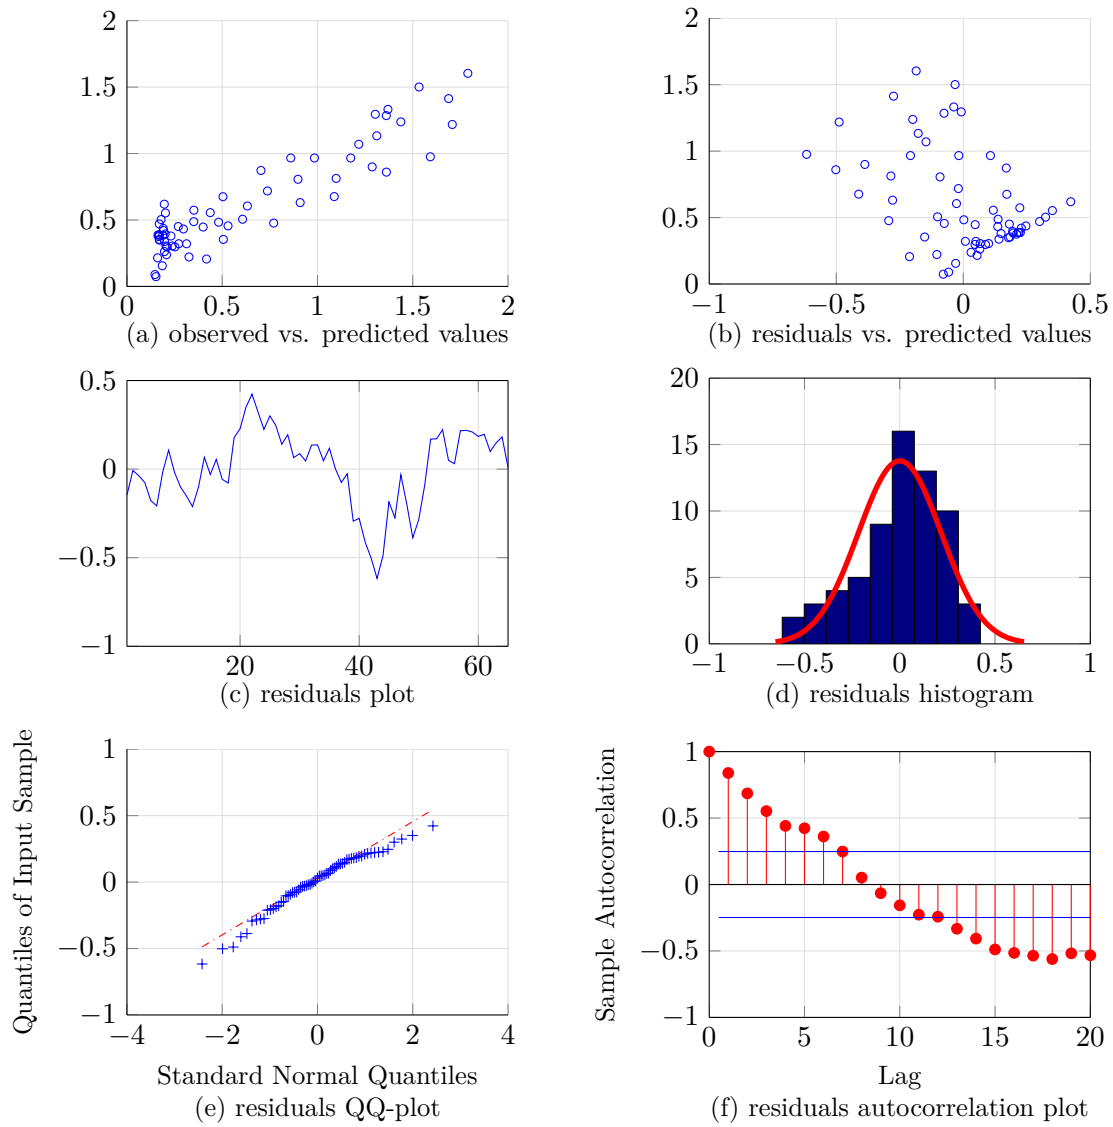 2
1.5
1
0.5
0
0 0.5 1 1.5 2
(a) observed vs. predicted values
2
1.5
1
0.5
0
−1 −0.5 0 0.5
(b) residuals vs. predicted values
0.5
0
−0.5
−1
20 40 60
(c) residuals plot
20
15
10
5
0
−1 −0.5 0 0.5 1
(d) residuals histogram
Quantiles of Input Sample
1
0.5
0
−0.5
−1
−4 −2 0 2 4
Standard Normal Quantiles
(e) residuals QQ-plot
Sample Autocorrelation
1
0.5
0
−0.5
−1
0 5 10 15 20
Lag
(f) residuals autocorrelation plot